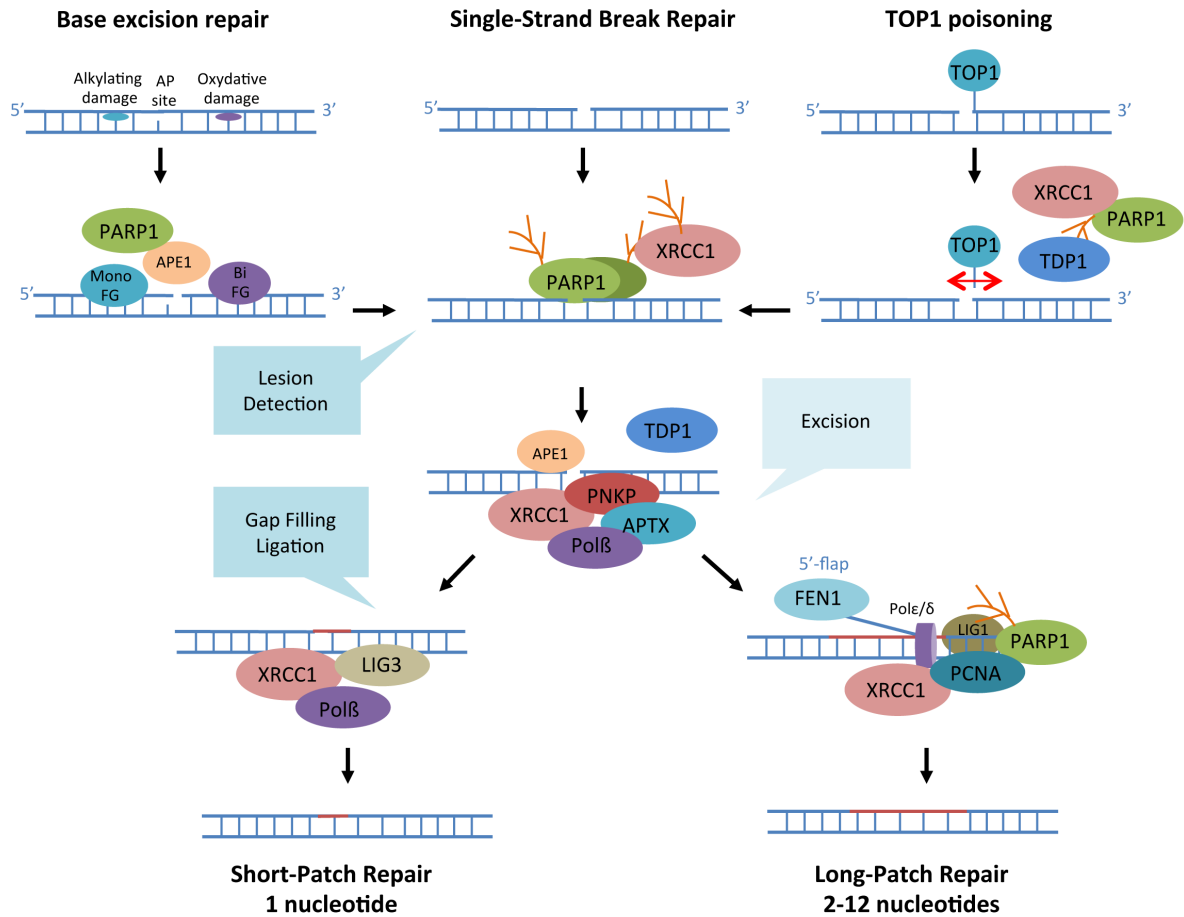 Base excision repair
Single-Strand Break Repair
TOP1 poisoning
Alkylating
damage
AP
site
Oxydative
damage
5’
3’
5’
3’
TOP1
5’
3’
PARP1
APE1
Mono
FG
Bi
FG
5’
3’
PARP1
XRCC1
XRCC1
PARP1
TOP1
TDP1
5’
3’
Lesion
Detection
Excision
APE1
TDP1
PNKP
XRCC1
APTX
Polß
Gap Filling
Ligation
XRCC1
LIG3
Polß
5’-flap
FEN1
Polε/δ
LIG1
PARP1
PCNA
XRCC1
Short-Patch Repair
1 nucleotide
Long-Patch Repair
2-12 nucleotides